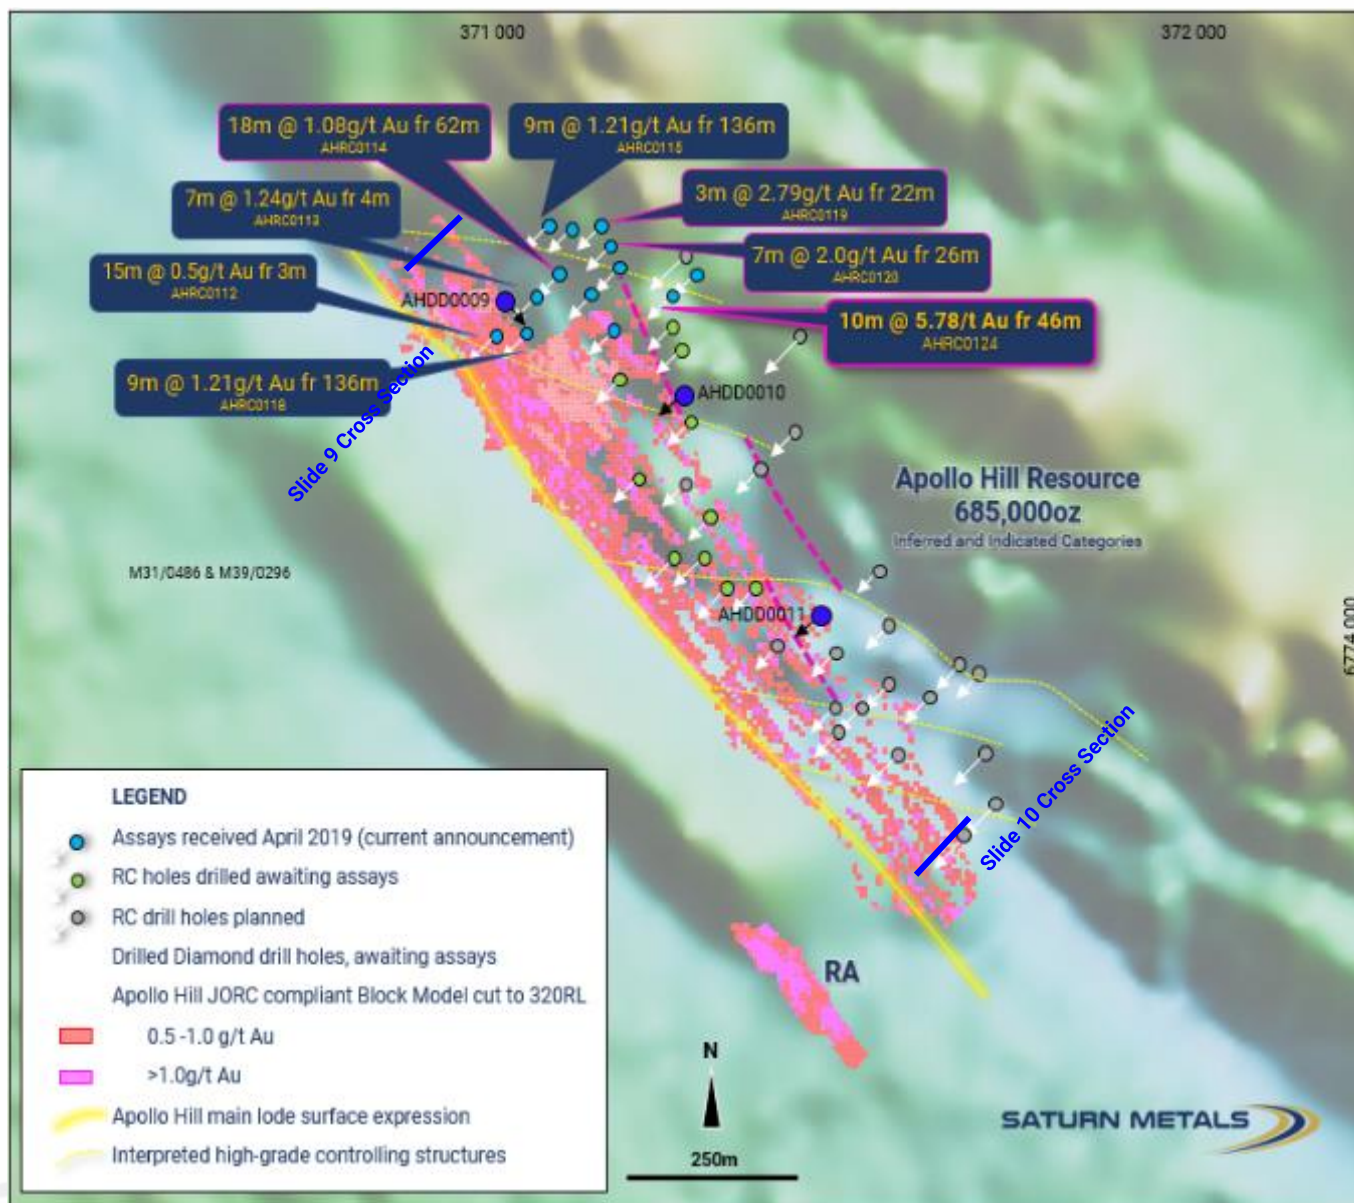 371 000
372 000
18m @ 1.08g/t Au fr 62m
AHRC0114
9m @ 1.21g/t Au fr 136m
AHRC0115
7m @ 1.24g/t Au fr 4m
AHRC0113
3m @ 2.79g/t Au fr 22m
AHRC0119
15m @ 0.5g/t Au fr 3m
AHRC0112
7m @ 2.0g/t Au fr 26m
AHRC0120
AHDD0009
10m @ 5.78/t Au fr 46m
AHRC0124
9m @ 1.21g/t Au fr 136m
AHRC0118
AHDD0010
Slide 9 Cross Section
Apollo Hill Resource
685,000oz
Inferred and Indicated Categories
M31/0486 & M39/0296
AHDD0011
6774 000
Slide 10 Cross Section
LEGEND
Assays received April 2019 (current announcement)
RC holes drilled awaiting assays
RC drill holes planned
Drilled Diamond drill holes, awaiting assays
Apollo Hill JORC compliant Block Model cut to 320RL
0.5 -1.0 g/t Au
>1.0g/t Au
Apollo Hill main lode surface expression
Interpreted high-grade controlling structures
RA
N
250m
SATURN METALS